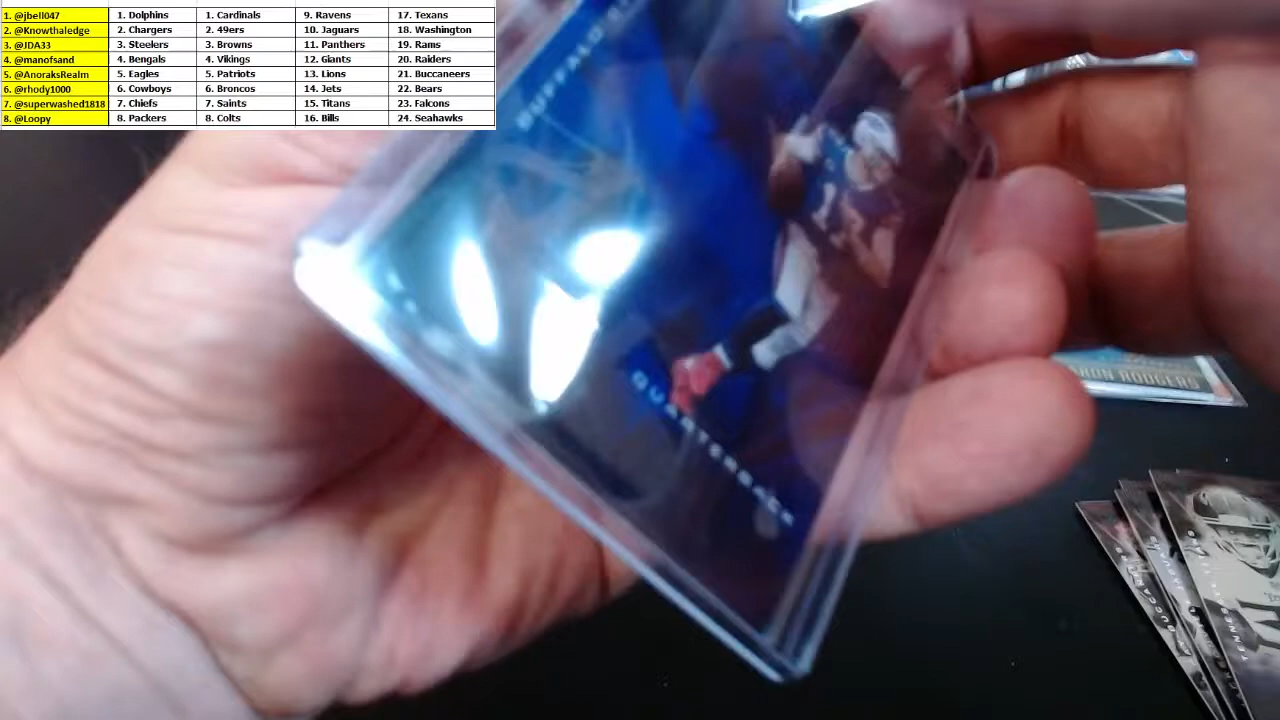 1. @jbell047 1. Dolphins 1. Cardinals 9. Ravens 17. Texans
2. @Knowthaledge 2. Chargers 2. 49ers 10. Jaguars 18. Washington
3. @JDA33 3. Steelers 3. Browns 11. Panthers 19. Rams
4. @manofsand 4. Bengals 4. Vikings 12. Giants 20. Raiders
5. @AnoraksRealm 5. Eagles 5. Patriots 13. Lions 21. Buccaneers
6. @rhody1000 6. Cowboys 6. Broncos 14. Jets 22. Bears
7. @superwashed1818 7. Chiefs 7. Saints 15. Titans 23. Falcons
8. @Loopy 8. Packers 8. Colts 16. Bills 24. Seahawks
BUFFALO
QUARTERBACK
RON RODGERS